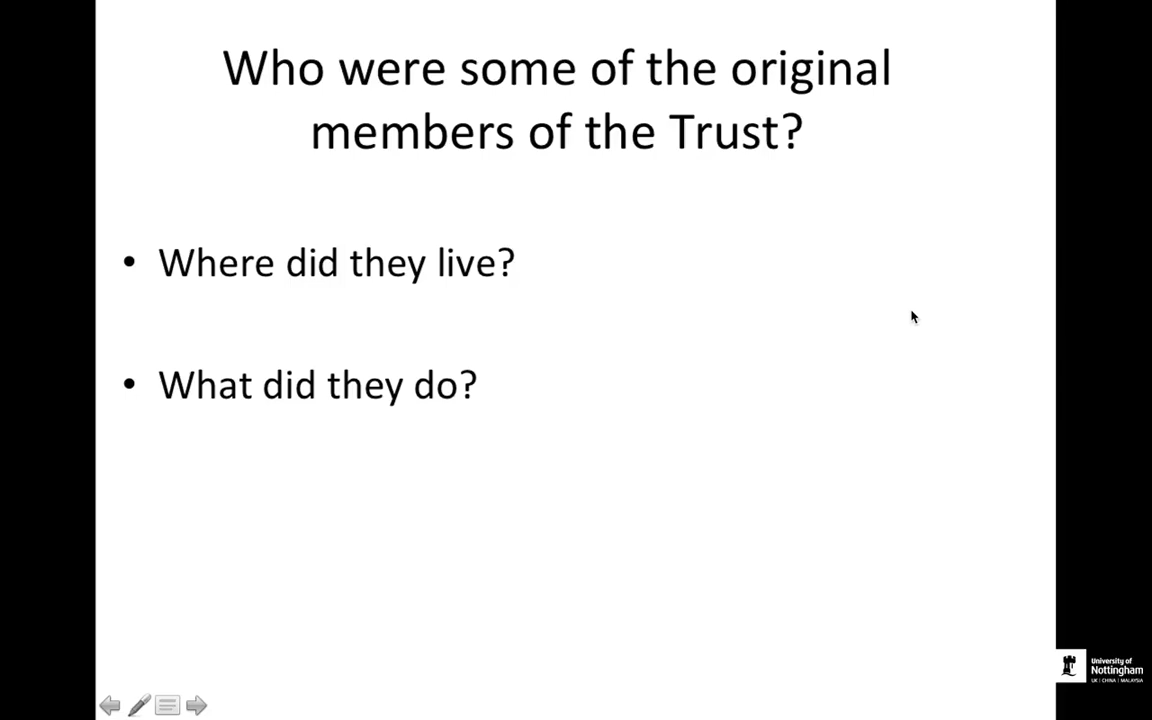 Who were some of the original
members of the Trust?
• Where did they live?
• What did they do?
University of
Nottingham
UK | CHINA | MALAYSIA